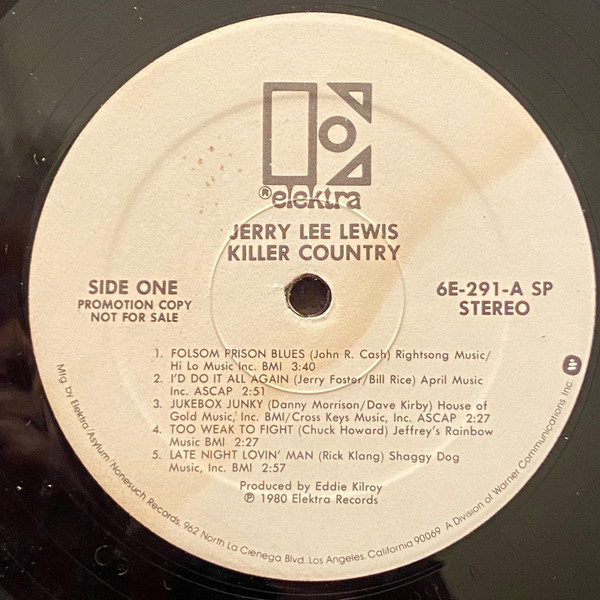 ® elektra
JERRY LEE LEWIS
KILLER COUNTRY
SIDE ONE
PROMOTION COPY
NOT FOR SALE
6E-291-A SP
STEREO
1. FOLSOM PRISON BLUES (John R. Cash) Rightsong Music/
Hi Lo Music Inc. BMI 3:40
2. I'D DO IT ALL AGAIN (Jerry Foster/Bill Rice) April Music
Inc. ASCAP 2:51
3. JUKEBOX JUNKY (Danny Morrison/Dave Kirby) House of
Gold Music, Inc. BMI/Cross Keys Music, Inc. ASCAP 2:27
4. TOO WEAK TO FIGHT (Chuck Howard) Jeffrey's Rainbow
Music BMI 2:27
5. LATE NIGHT LOVIN' MAN (Rick Klang) Shaggy Dog
Music, Inc. BMI 2:57
Produced by Eddie Kilroy
℗ 1980 Elektra Records
Mfg. by Elektra/Asylum/Nonesuch Records, 962 North La Cienega Blvd. Los Angeles, California 90069 A Division of Warner Communications Inc.